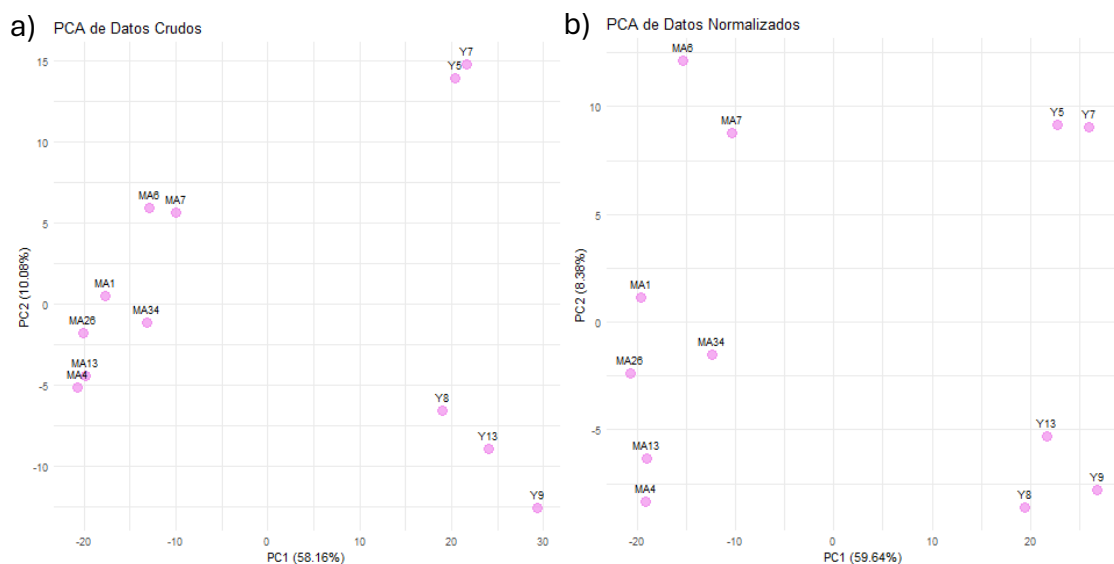 a)
PCA de Datos Crudos
Y7
Y5
MA6
MA7
MA1
MA34
MA26
MA13
MA4
Y8
Y13
Y9
15
10
5
0
-5
-10
PC2 (10.08%)
-20
-10
0
10
20
30
PC1 (58.16%)
b)
PCA de Datos Normalizados
MA6
MA7
Y5
Y7
MA1
MA34
MA26
Y13
MA13
MA4
Y9
Y8
10
5
0
-5
PC2 (8.38%)
-20
-10
0
10
20
PC1 (59.64%)